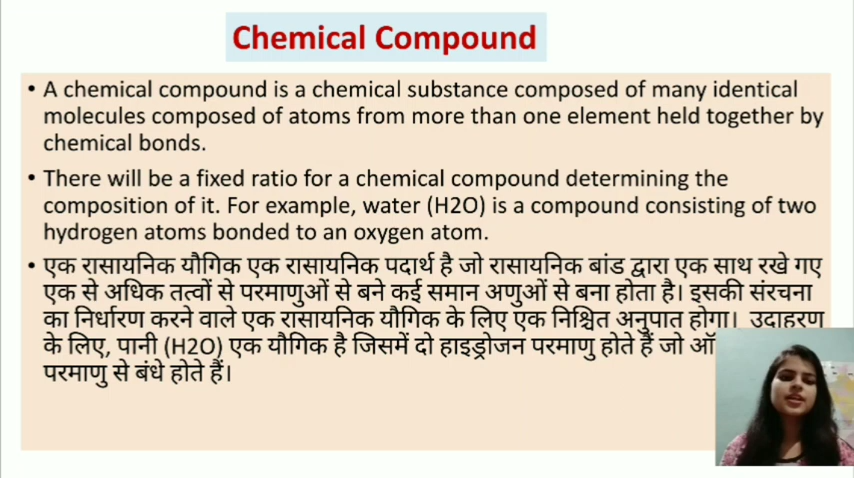 Chemical Compound
• A chemical compound is a chemical substance composed of many identical
molecules composed of atoms from more than one element held together by
chemical bonds.
• There will be a fixed ratio for a chemical compound determining the
composition of it. For example, water (H2O) is a compound consisting of two
hydrogen atoms bonded to an oxygen atom.
• एक रासायनिक यौगिक एक रासायनिक पदार्थ है जो रासायनिक बांड द्वारा एक साथ रखे गए
एक से अधिक तत्वों से परमाणुओं से बने कई समान अणुओं से बना होता है। इसकी संरचना
का निर्धारण करने वाले एक रासायनिक यौगिक के लिए एक निश्चित अनुपात होगा। उदाहरण
के लिए, पानी (H2O) एक यौगिक है जिसमें दो हाइड्रोजन परमाणु होते हैं जो
परमाणु से बंधे होते हैं।